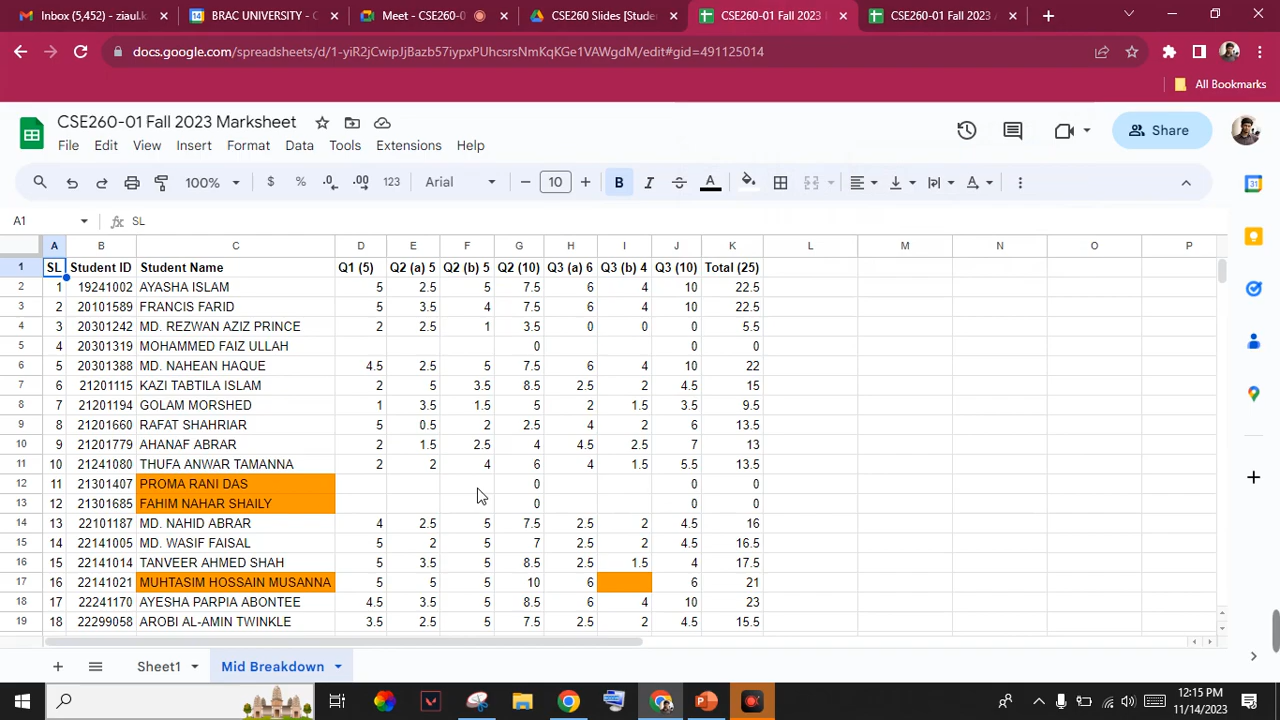 Inbox (5,452) - ziaul.k
BRAC UNIVERSITY - C
Meet - CSE260-0
CSE260 Slides [Stude
CSE260-01 Fall 2023 
CSE260-01 Fall 2023 
docs.google.com/spreadsheets/d/1-yiR2jCwipJjBazb57iypxPUhcsrsNmKqKGe1VAWgdM/edit#gid=491125014
All Bookmarks
CSE260-01 Fall 2023 Marksheet
File Edit View Insert Format Data Tools Extensions Help
Share
100% $ % .0 .00 123 Arial 10 B I A
A1 fx SL
A B C D E F G H I J K L M N O P
1 SL Student ID Student Name Q1 (5) Q2 (a) 5 Q2 (b) 5 Q2 (10) Q3 (a) 6 Q3 (b) 4 Q3 (10) Total (25)
2 1 19241002 AYASHA ISLAM 5 2.5 5 7.5 6 4 10 22.5
3 2 20101589 FRANCIS FARID 5 3.5 4 7.5 6 4 10 22.5
4 3 20301242 MD. REZWAN AZIZ PRINCE 2 2.5 1 3.5 0 0 0 5.5
5 4 20301319 MOHAMMED FAIZ ULLAH 0 0 0
6 5 20301388 MD. NAHEAN HAQUE 4.5 2.5 5 7.5 6 4 10 22
7 6 21201115 KAZI TABTILA ISLAM 2 5 3.5 8.5 2.5 2 4.5 15
8 7 21201194 GOLAM MORSHED 1 3.5 1.5 5 2 1.5 3.5 9.5
9 8 21201660 RAFAT SHAHRIAR 5 0.5 2 2.5 4 2 6 13.5
10 9 21201779 AHANAF ABRAR 2 1.5 2.5 4 4.5 2.5 7 13
11 10 21241080 THUFA ANWAR TAMANNA 2 2 4 6 4 1.5 5.5 13.5
12 11 21301407 PROMA RANI DAS 0 0 0
13 12 21301685 FAHIM NAHAR SHAILY 0 0 0
14 13 22101187 MD. NAHID ABRAR 4 2.5 5 7.5 2.5 2 4.5 16
15 14 22141005 MD. WASIF FAISAL 5 2 5 7 2.5 2 4.5 16.5
16 15 22141014 TANVEER AHMED SHAH 5 3.5 5 8.5 2.5 1.5 4 17.5
17 16 22141021 MUHTASIM HOSSAIN MUSANNA 5 5 5 10 6 6 21
18 17 22241170 AYESHA PARPIA ABONTEE 4.5 3.5 5 8.5 6 4 10 23
19 18 22299058 AROBI AL-AMIN TWINKLE 3.5 2.5 5 7.5 2.5 2 4.5 15.5
Sheet1 Mid Breakdown
12:15 PM
11/14/2023